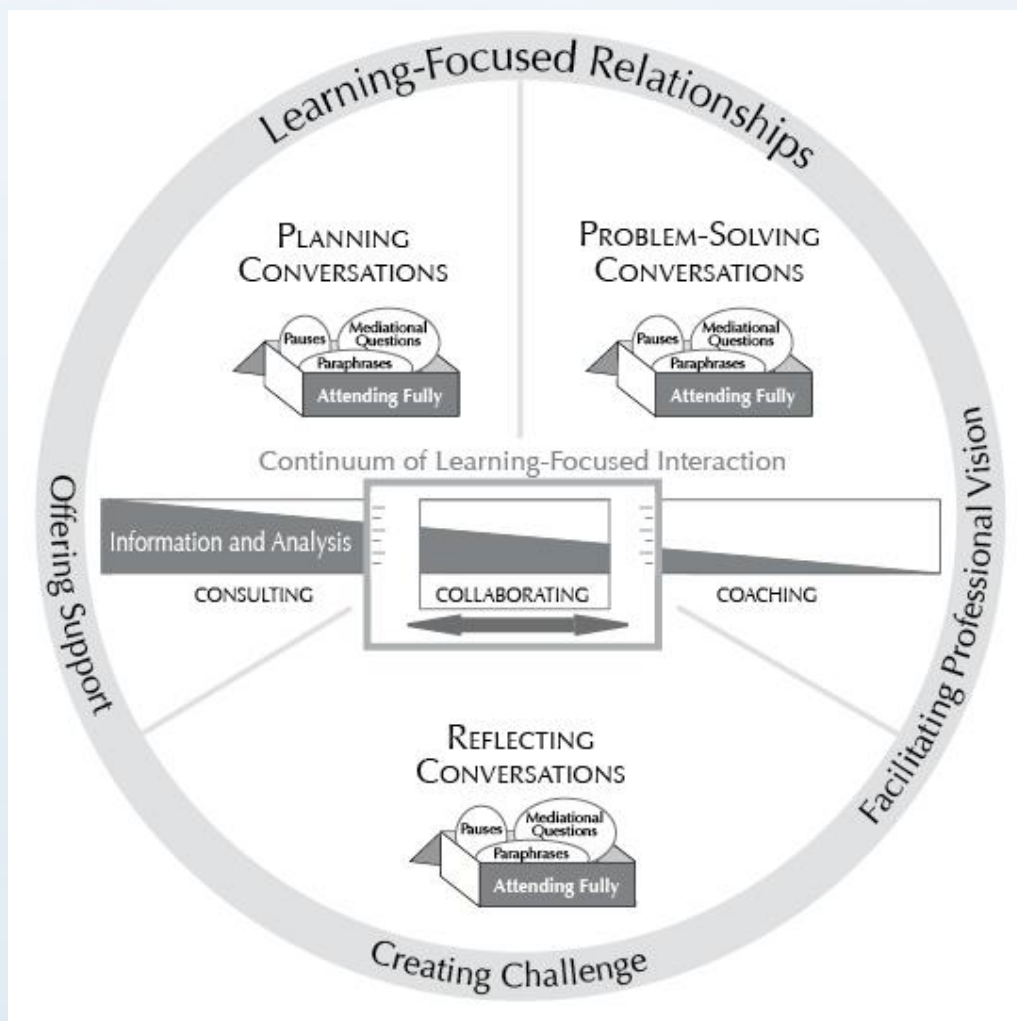 Learning-Focused Relationships
PLANNING
CONVERSATIONS
Pauses
Mediational
Questions
Paraphrases
Attending Fully
PROBLEM-SOLVING
CONVERSATIONS
Pauses
Mediational
Questions
Paraphrases
Attending Fully
Continuum of Learning-Focused Interaction
Information and Analysis
CONSULTING
COLLABORATING
COACHING
Offering Support
Facilitating Professional Vision
REFLECTING
CONVERSATIONS
Pauses
Mediational
Questions
Paraphrases
Attending Fully
Creating Challenge